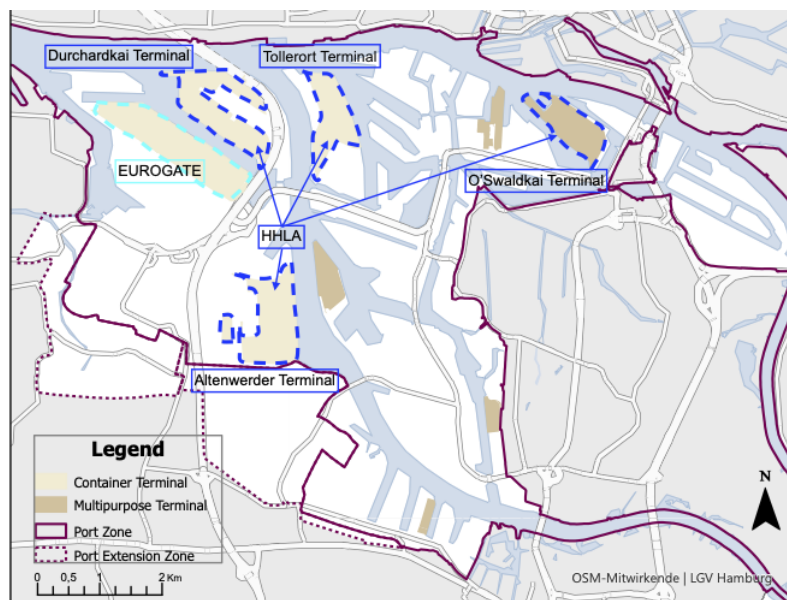 Durchardkai Terminal
Tollerort Terminal
EUROGATE
O'Swaldkai Terminal
HHLA
Altenwerder Terminal
Legend
Container Terminal
Multipurpose Terminal
Port Zone
Port Extension Zone
0 0,5 1 2 Km
N
OSM-Mitwirkende | LGV Hamburg